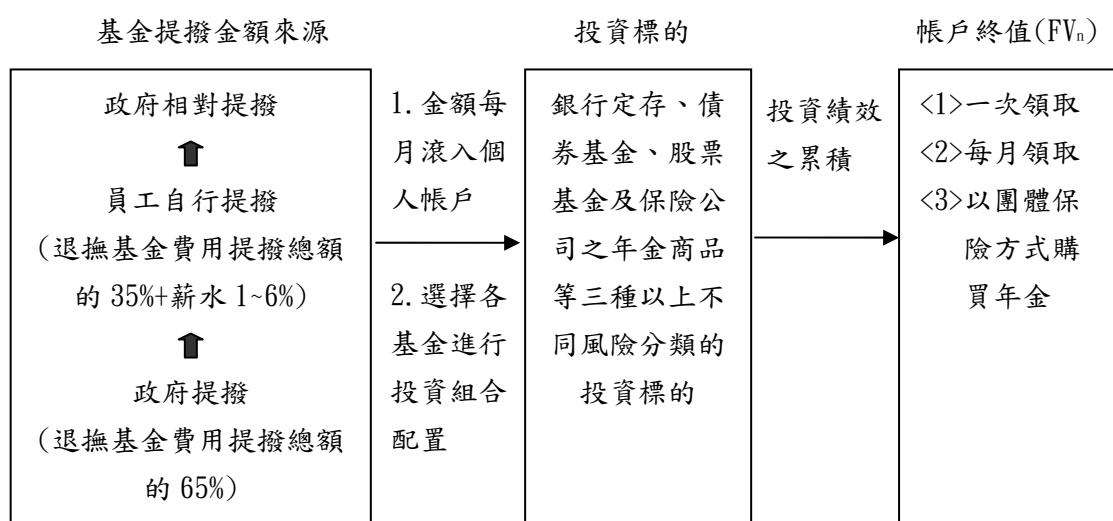 基金提撥金額來源
投資標的
帳戶終值(FVₙ)
政府相對提撥
員工自行提撥
(退撫基金費用提撥總額
的 35%+薪水 1~6%)
政府提撥
(退撫基金費用提撥總額
的 65%)
1. 金額每
月滾入個
人帳戶
2. 選擇各
基金進行
投資組合
配置
銀行定存、債
券基金、股票
基金及保險公
司之年金商品
等三種以上不
同風險分類的
投資標的
投資績效
之累積
<1>一次領取
<2>每月領取
<3>以團體保
險方式購
買年金